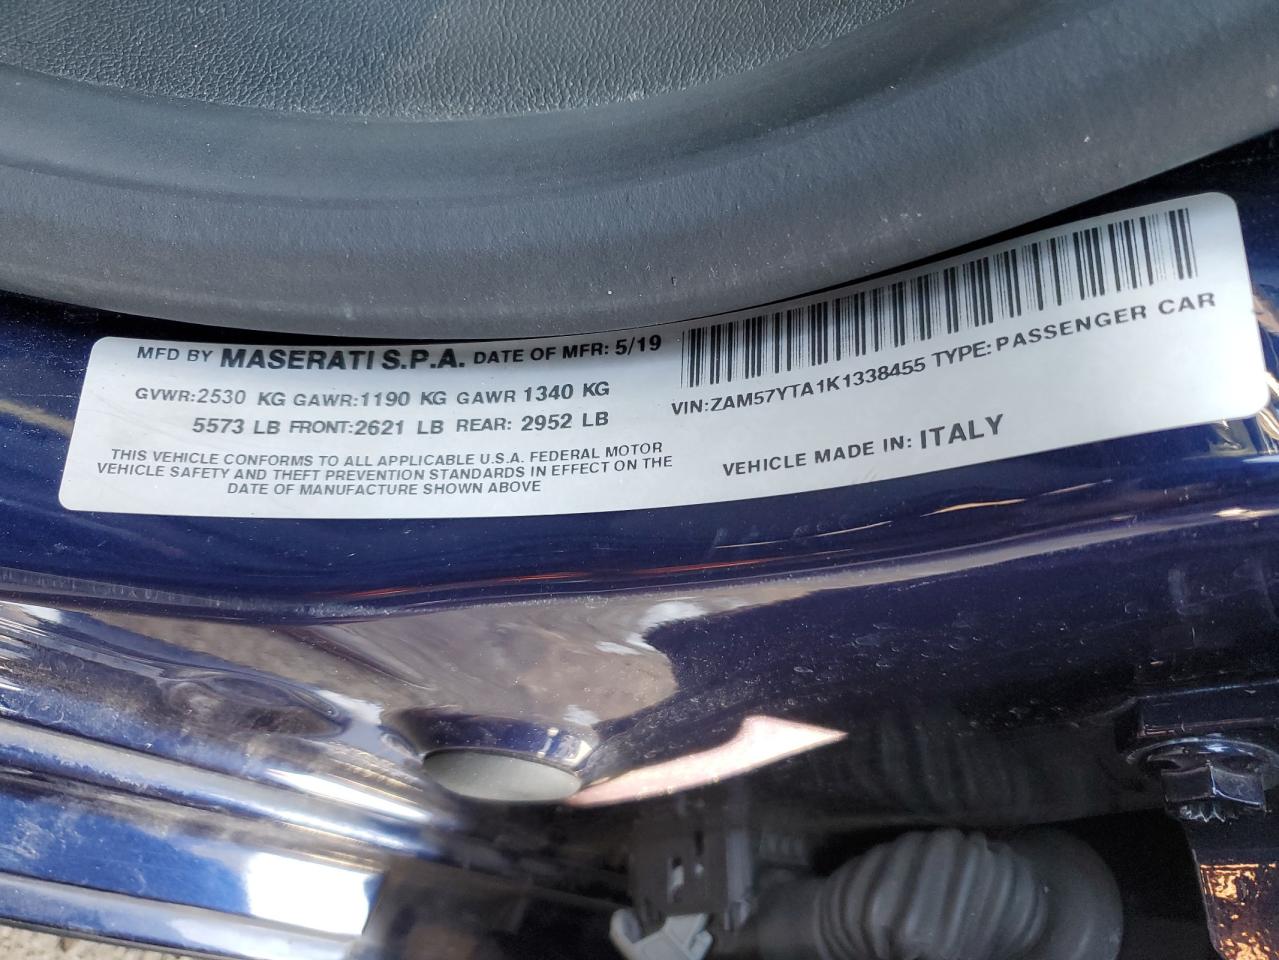 MFD BY MASERATI S.P.A. DATE OF MFR: 5/19
GVWR:2530 KG GAWR:1190 KG GAWR 1340 KG
5573 LB FRONT:2621 LB REAR: 2952 LB
THIS VEHICLE CONFORMS TO ALL APPLICABLE U.S.A. FEDERAL MOTOR
VEHICLE SAFETY AND THEFT PREVENTION STANDARDS IN EFFECT ON THE
DATE OF MANUFACTURE SHOWN ABOVE
VIN:ZAM57YTA1K1338455 TYPE:PASSENGER CAR
VEHICLE MADE IN: ITALY